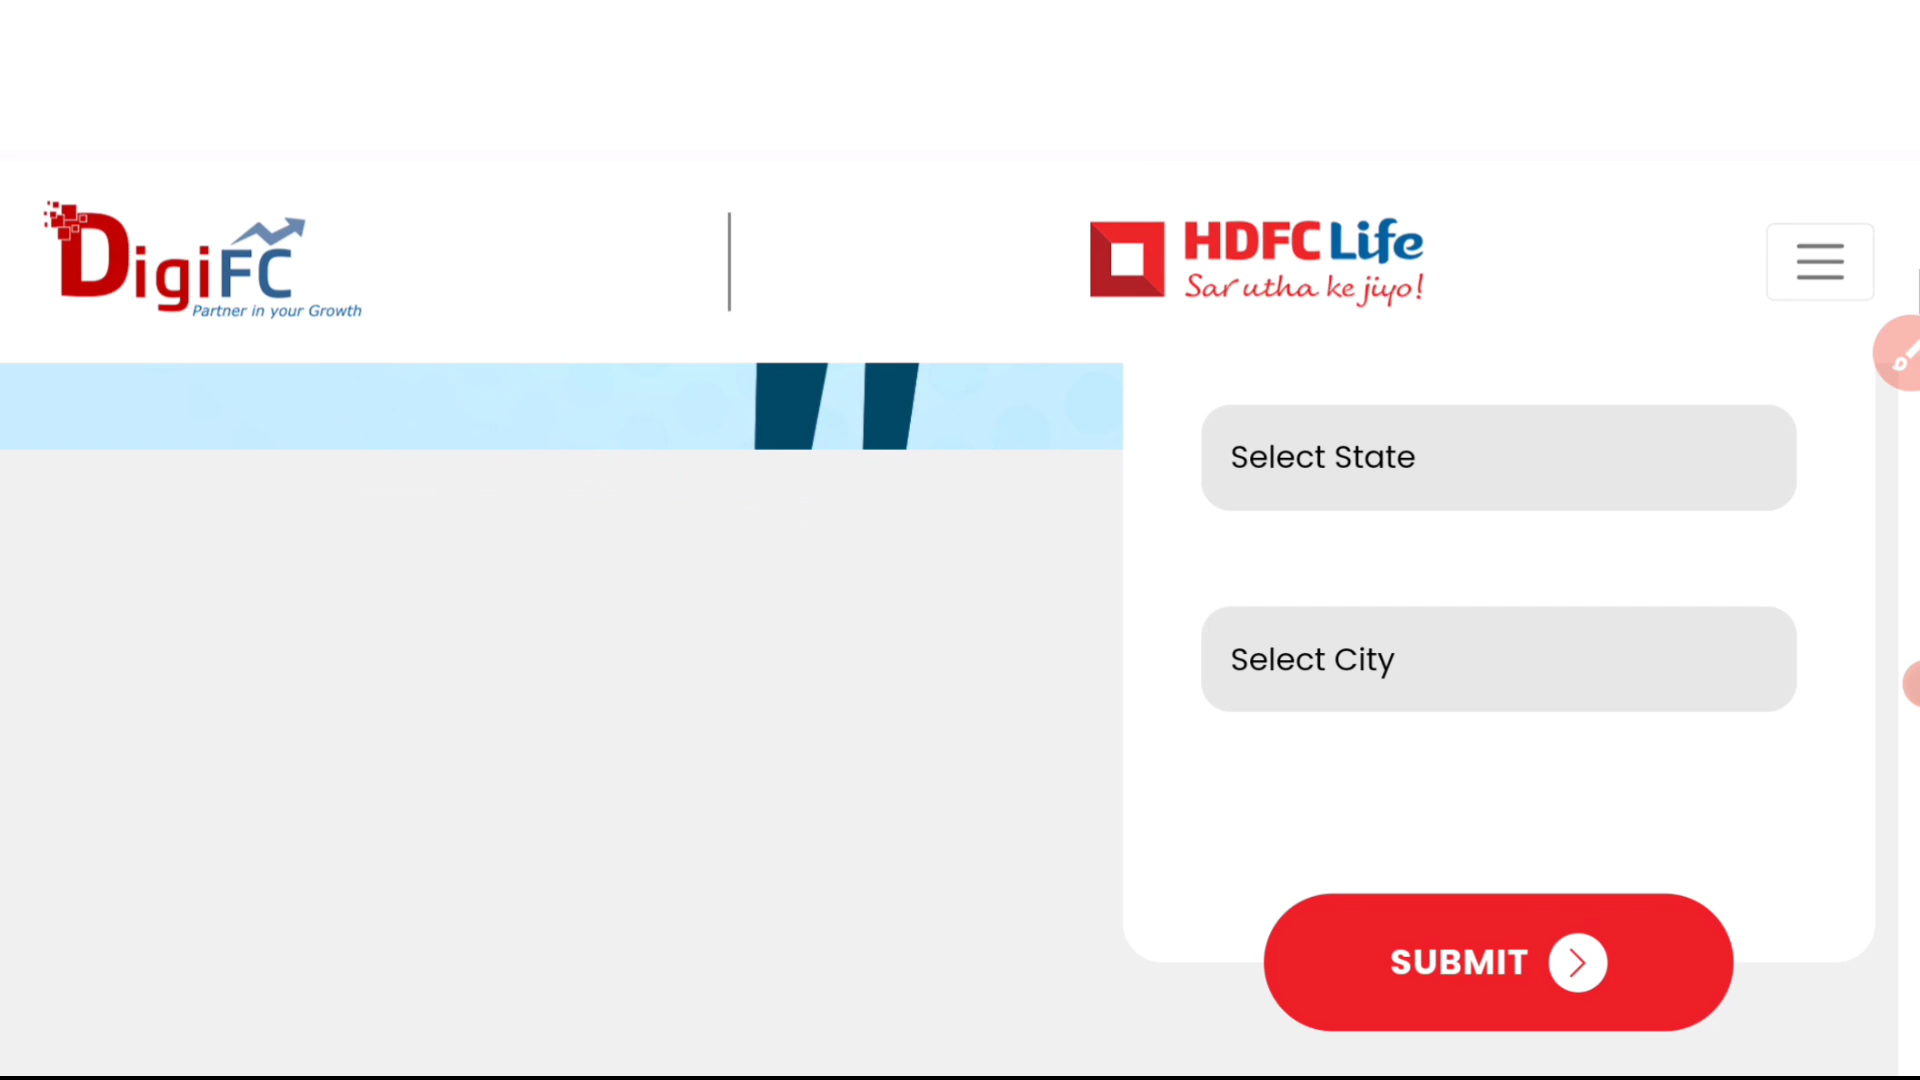 DigiFC
Partner in your Growth
HDFC Life
Sar utha ke jiyo!
Select State
Select City
SUBMIT